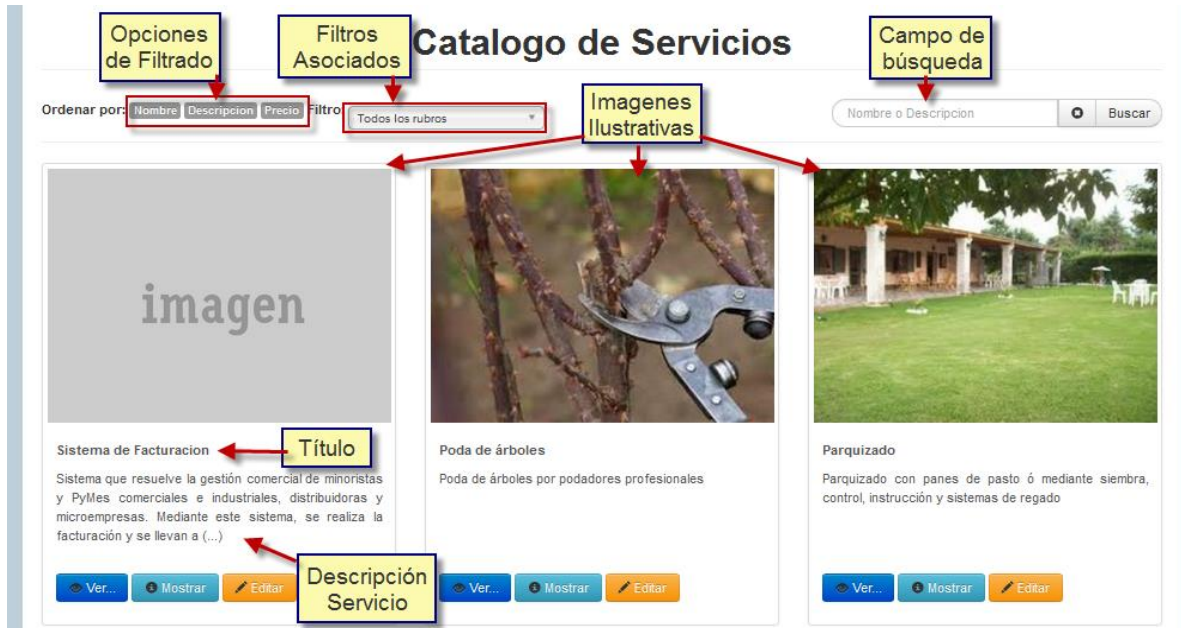 Opciones
de Filtrado
Filtros
Asociados
Catalogo de Servicios
Campo de
búsqueda
Ordenar por: Nombre Descripcion Precio Filtro
Todos los rubros
Imagenes
Ilustrativas
Nombre o Descripcion
Buscar
imagen
Sistema de Facturacion
Título
Sistema que resuelve la gestión comercial de minoristas
y PyMes comerciales e industriales, distribuidoras y
microempresas. Mediante este sistema, se realiza la
facturación y se llevan a (...)
Descripción
Servicio
Ver...
Mostrar
Editar
Poda de árboles
Poda de árboles por podadores profesionales
Ver...
Mostrar
Editar
Parquizado
Parquizado con panes de pasto ó mediante siembra,
control, instrucción y sistemas de regado
Ver...
Mostrar
Editar